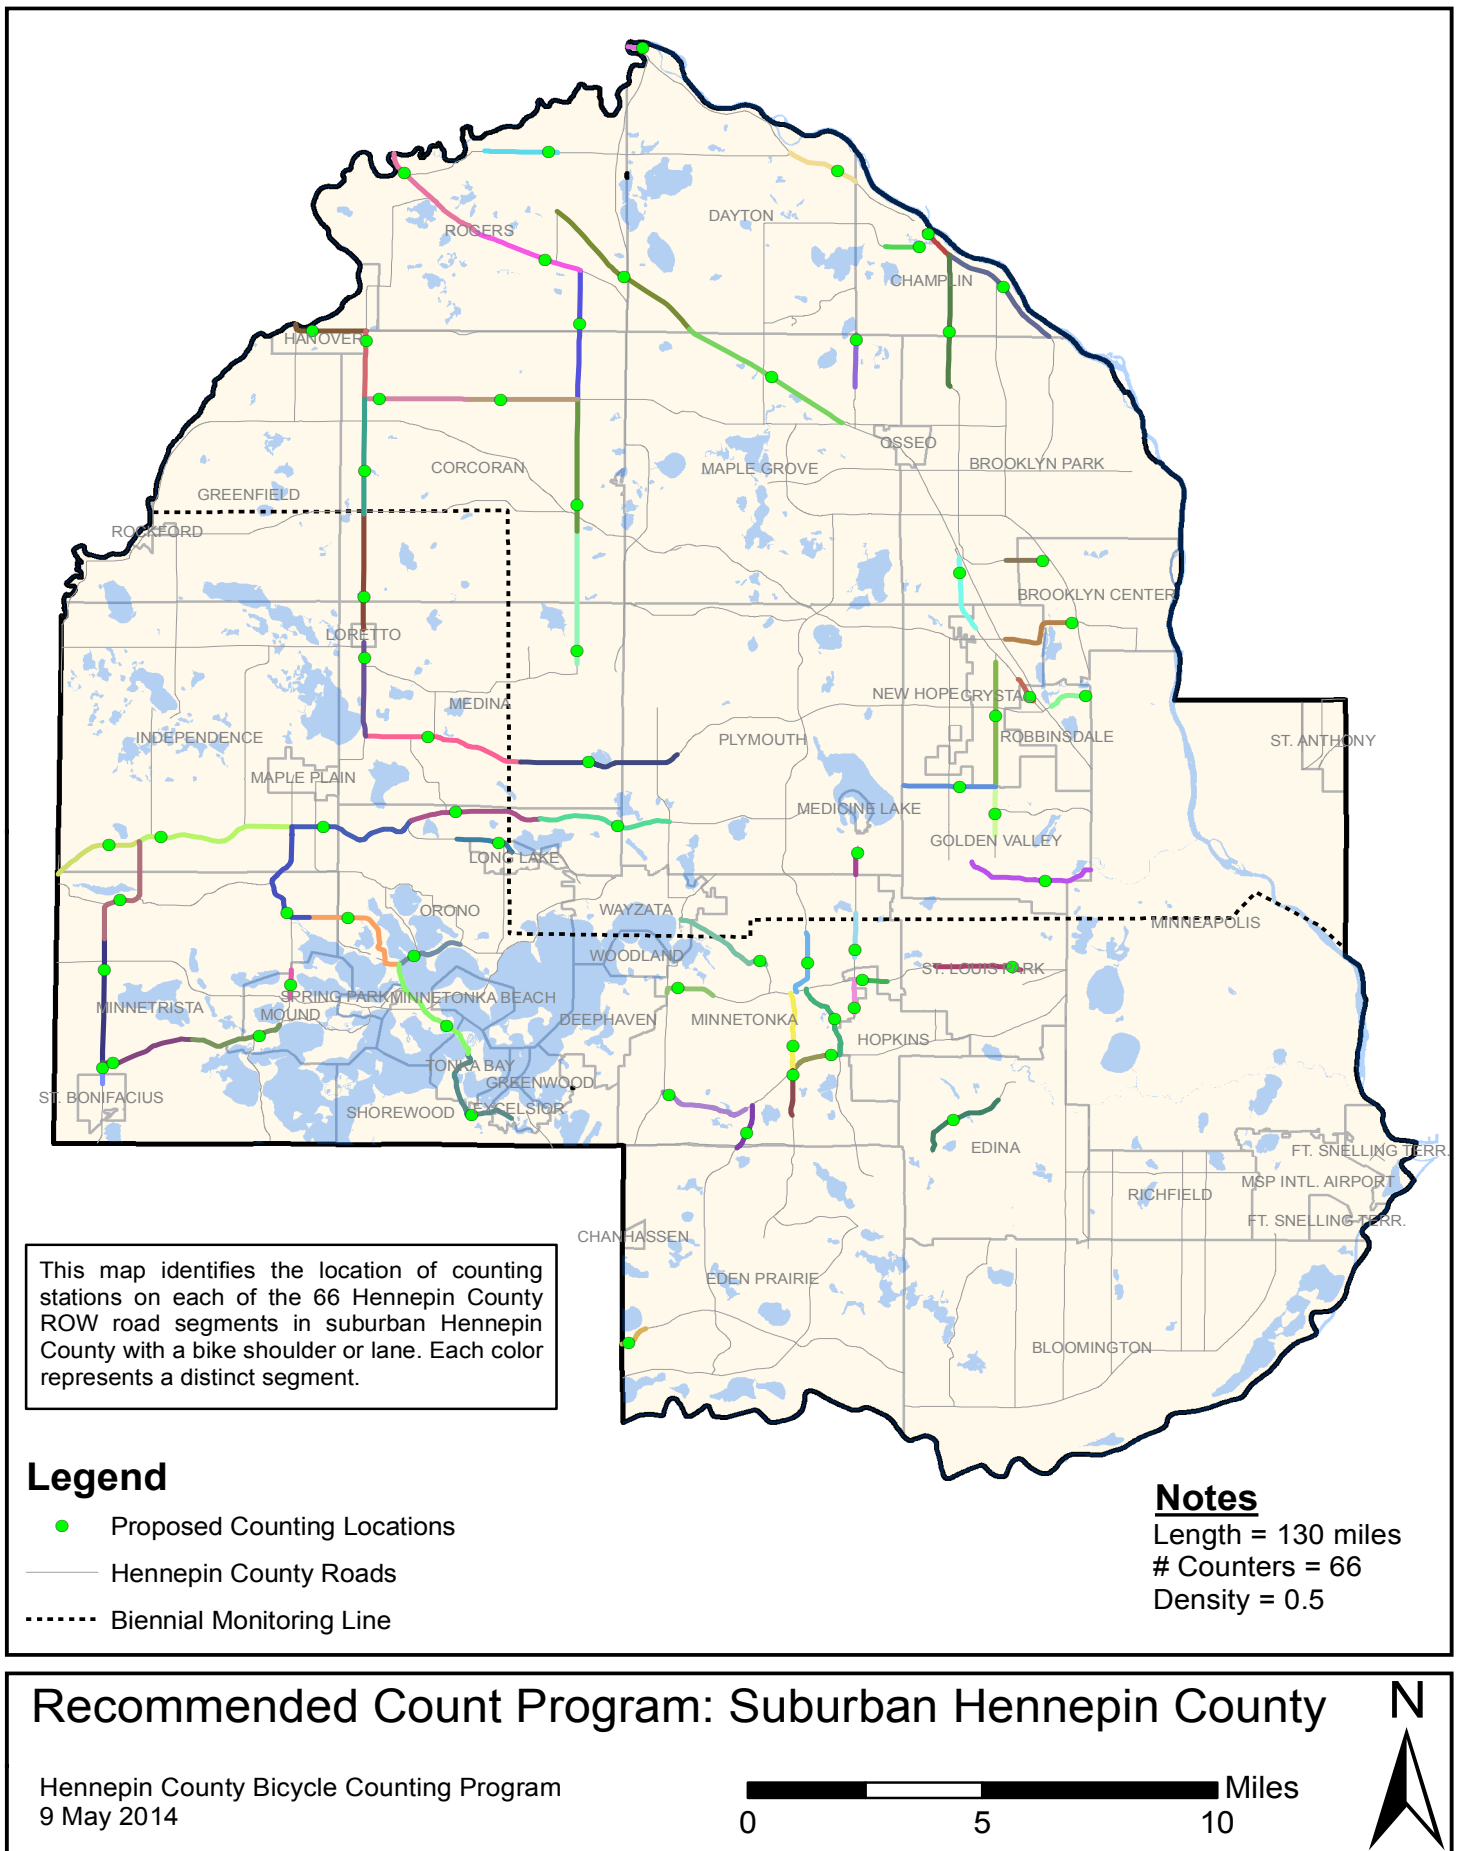 DAYTON
ROGERS
CHAMPLIN
HANOVER
OSSEO
CORCORAN
MAPLE GROVE
BROOKLYN PARK
GREENFIELD
ROCKFORD
BROOKLYN CENTER
LORETTO
NEW HOPE
CRYSTAL
MEDINA
INDEPENDENCE
PLYMOUTH
ROBBINSDALE
ST. ANTHONY
MAPLE PLAIN
MEDICINE LAKE
GOLDEN VALLEY
LONG LAKE
ORONO
WAYZATA
MINNEAPOLIS
WOODLAND
ST. LOUIS PARK
SPRING PARK
MINNETONKA BEACH
MINNETRISTA
MOUND
DEEPHAVEN
MINNETONKA
HOPKINS
TONKA BAY
GREENWOOD
ST. BONIFACIUS
SHOREWOOD
EXCELSIOR
EDINA
FT. SNELLING TERR.
MSP INTL. AIRPORT
RICHFIELD
FT. SNELLING TERR.
CHANHASSEN
EDEN PRAIRIE
BLOOMINGTON
This map identifies the location of counting
stations on each of the 66 Hennepin County
ROW road segments in suburban Hennepin
County with a bike shoulder or lane. Each color
represents a distinct segment.
Legend
Proposed Counting Locations
Hennepin County Roads
Biennial Monitoring Line
Notes
Length = 130 miles
# Counters = 66
Density = 0.5
Recommended Count Program: Suburban Hennepin County
N
Hennepin County Bicycle Counting Program
9 May 2014
Miles
0 5 10